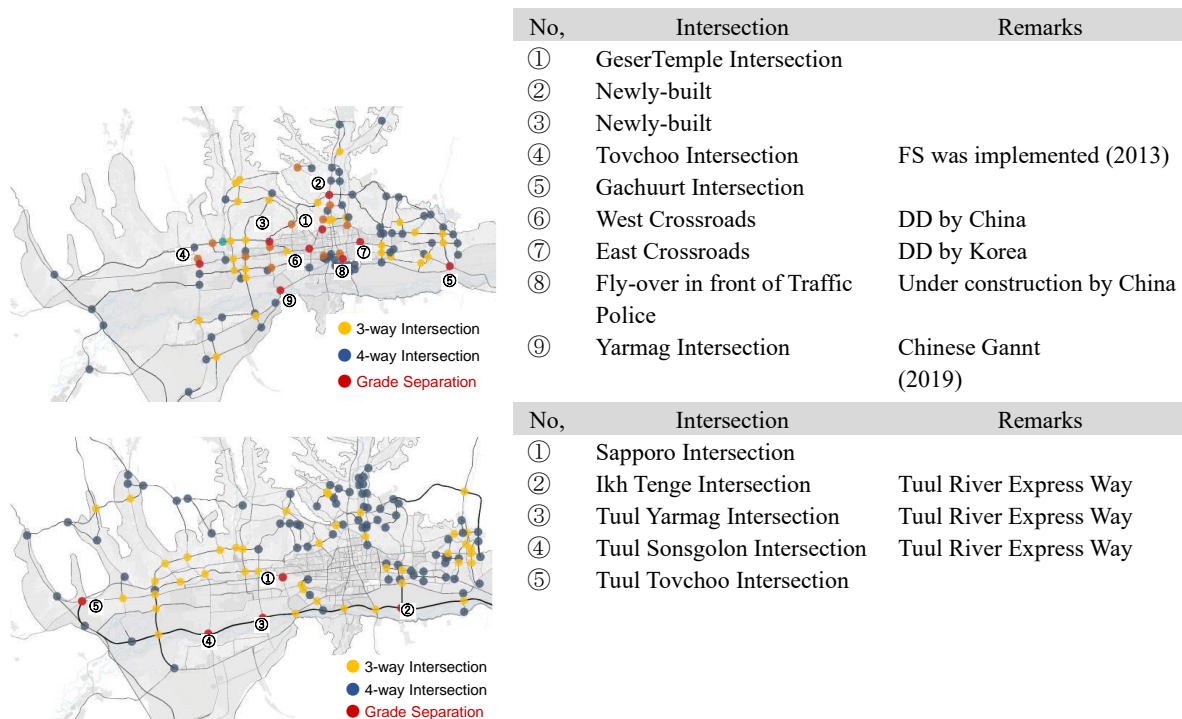 No, Intersection Remarks
① GeserTemple Intersection
② Newly-built
③ Newly-built
④ Tovchoo Intersection FS was implemented (2013)
⑤ Gachuurt Intersection
⑥ West Crossroads DD by China
⑦ East Crossroads DD by Korea
⑧ Fly-over in front of Traffic Under construction by China
Police
⑨ Yarmag Intersection Chinese Gannt
(2019)
②
③ ①
④ ⑥ ⑦
⑧ ⑤
⑨
3-way Intersection
4-way Intersection
Grade Separation
No, Intersection Remarks
① Sapporo Intersection
② Ikh Tenge Intersection Tuul River Express Way
③ Tuul Yarmag Intersection Tuul River Express Way
④ Tuul Sonsgolon Intersection Tuul River Express Way
⑤ Tuul Tovchoo Intersection
①
⑤ ②
④ ③
3-way Intersection
4-way Intersection
Grade Separation